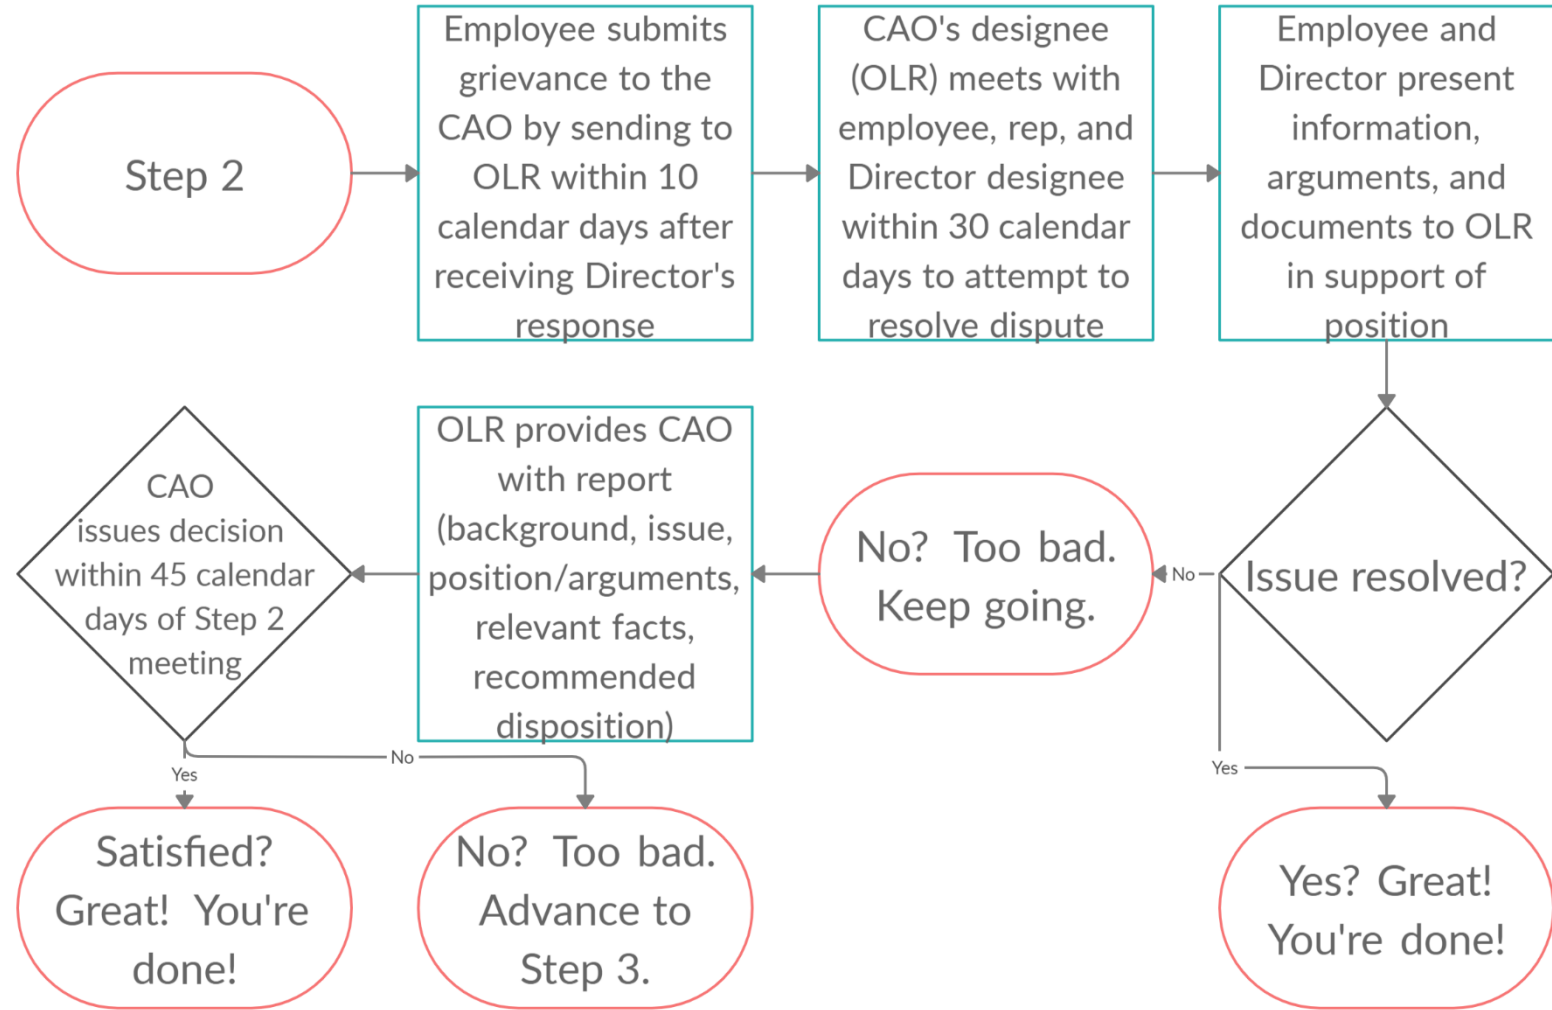 Step 2
Employee submits
grievance to the
CAO by sending to
OLR within 10
calendar days after
receiving Director's
response
CAO's designee
(OLR) meets with
employee, rep, and
Director designee
within 30 calendar
days to attempt to
resolve dispute
Employee and
Director present
information,
arguments, and
documents to OLR
in support of
position
Issue resolved?
No
No? Too bad.
Keep going.
OLR provides CAO
with report
(background, issue,
position/arguments,
relevant facts,
recommended
disposition)
CAO
issues decision
within 45 calendar
days of Step 2
meeting
Yes
No
Yes
Satisfied?
Great! You're
done!
No? Too bad.
Advance to
Step 3.
Yes? Great!
You're done!